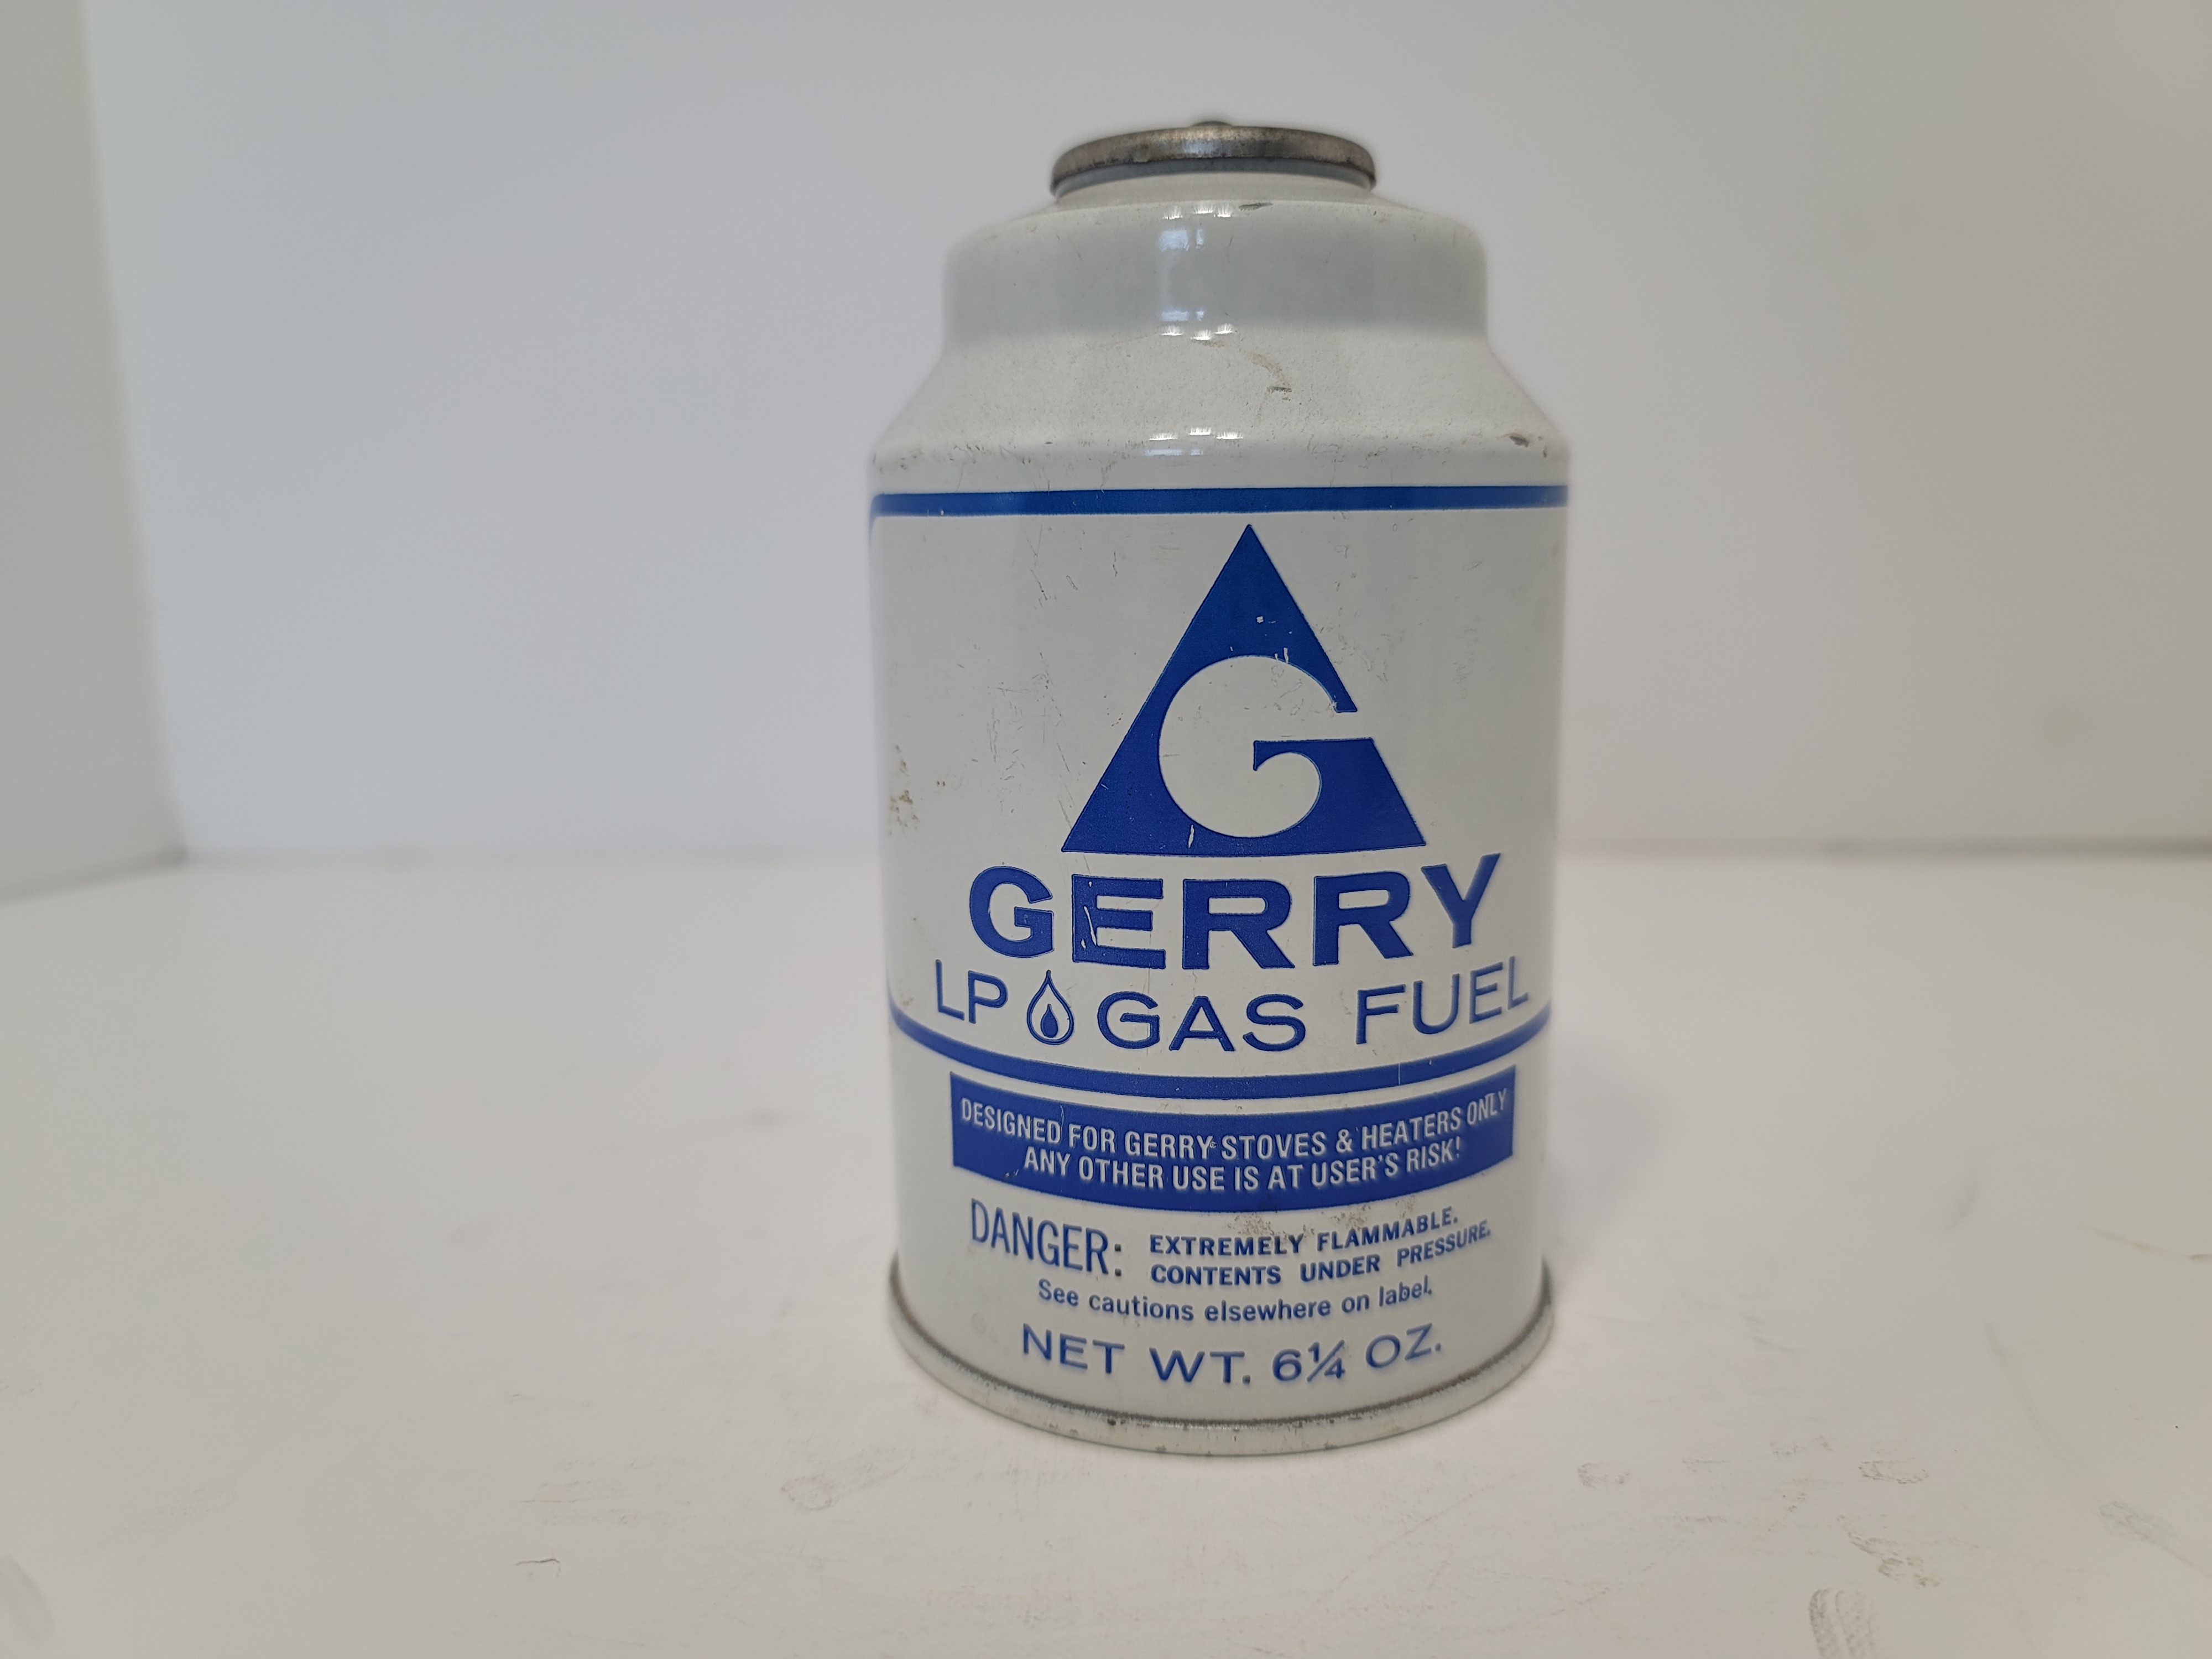 G
GERRY
LP GAS FUEL
DESIGNED FOR GERRY STOVES & HEATERS ONLY
ANY OTHER USE IS AT USER'S RISK!
DANGER: EXTREMELY FLAMMABLE.
CONTENTS UNDER PRESSURE.
See cautions elsewhere on label.
NET WT. 6¼ OZ.